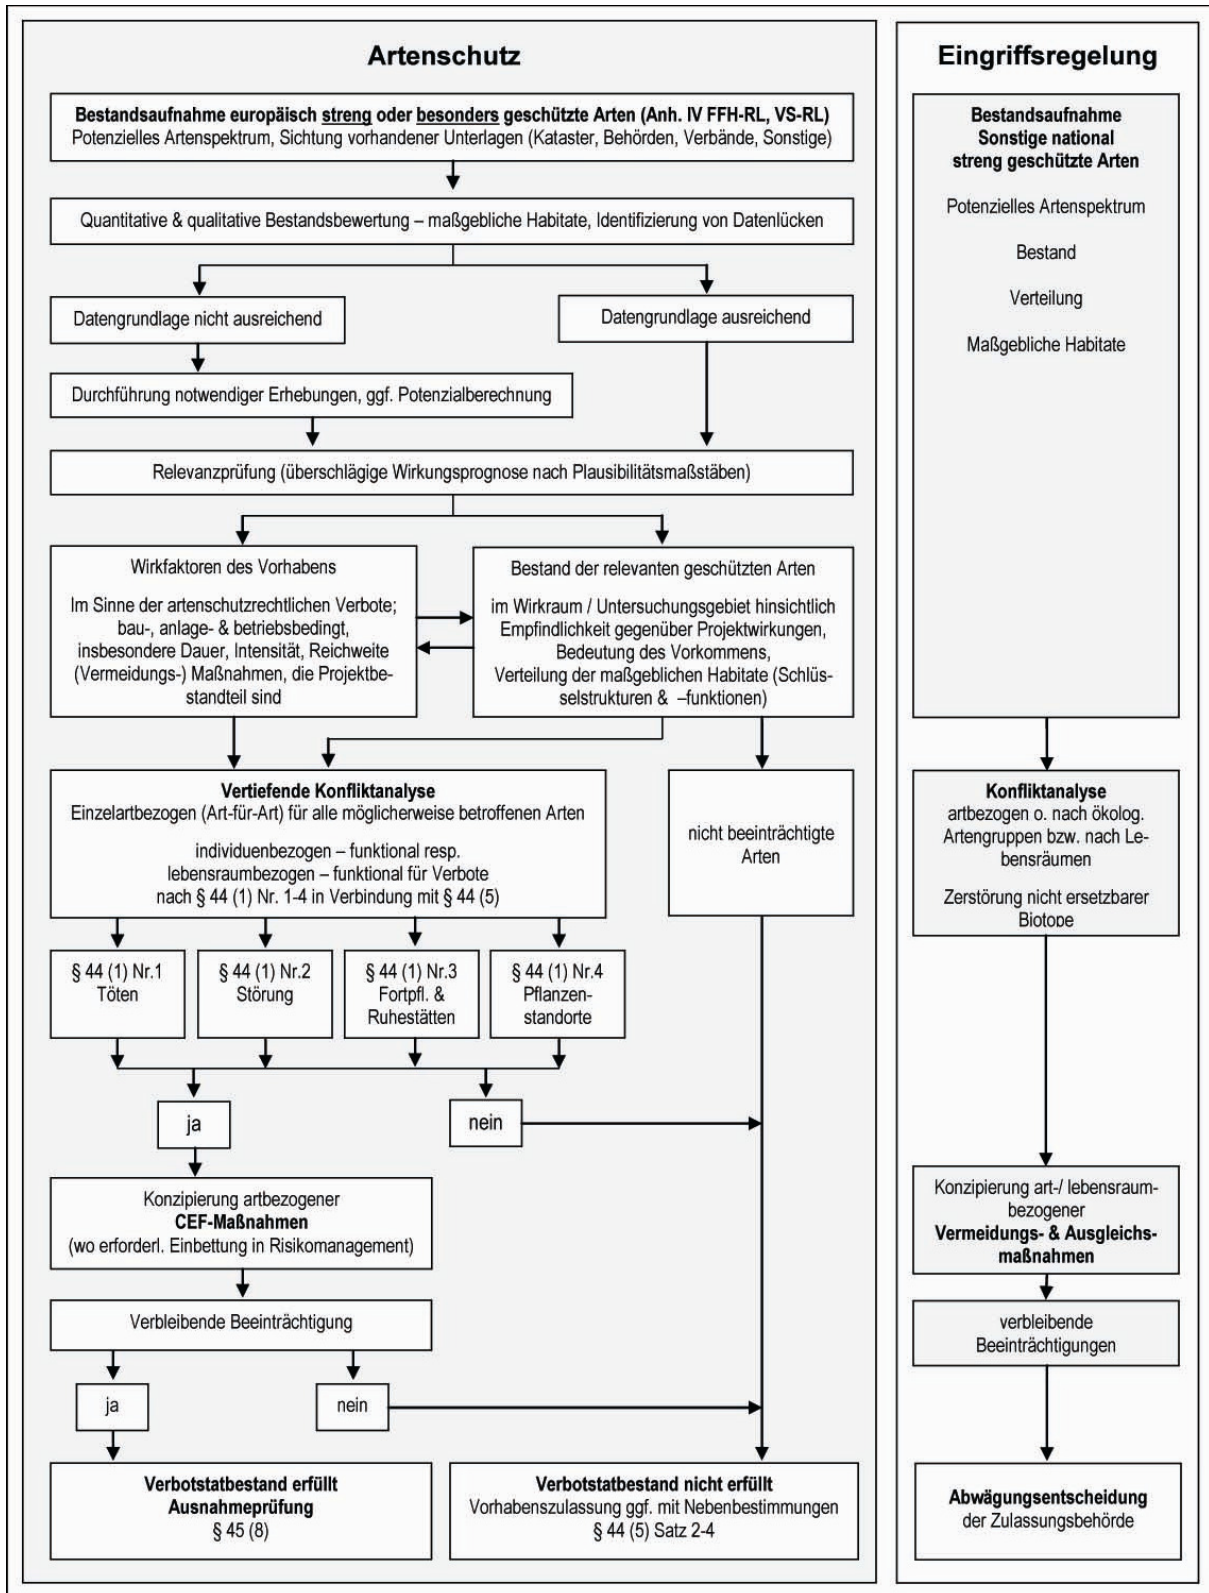 Artenschutz
Bestandsaufnahme europäisch streng oder besonders geschützte Arten (Anh. IV FFH-RL, VS-RL)
Potenzielles Artenspektrum, Sichtung vorhandener Unterlagen (Kataster, Behörden, Verbände, Sonstige)
Quantitative & qualitative Bestandsbewertung – maßgebliche Habitate, Identifizierung von Datenlücken
Datengrundlage nicht ausreichend
Datengrundlage ausreichend
Durchführung notwendiger Erhebungen, ggf. Potenzialberechnung
Relevanzprüfung (überschlägige Wirkungsprognose nach Plausibilitätsmaßstäben)
Wirkfaktoren des Vorhabens
Im Sinne der artenschutzrechtlichen Verbote;
bau-, anlage- & betriebsbedingt,
insbesondere Dauer, Intensität, Reichweite
(Vermeidungs-) Maßnahmen, die Projektbe-
standteil sind
Bestand der relevanten geschützten Arten
im Wirkraum / Untersuchungsgebiet hinsichtlich
Empfindlichkeit gegenüber Projektwirkungen,
Bedeutung des Vorkommens,
Verteilung der maßgeblichen Habitate (Schlüs-
selstrukturen & –funktionen)
Vertiefende Konfliktanalyse
Einzelartbezogen (Art-für-Art) für alle möglicherweise betroffenen Arten
individuenbezogen – funktional resp.
lebensraumbezogen – funktional für Verbote
nach § 44 (1) Nr. 1-4 in Verbindung mit § 44 (5)
nicht beeinträchtigte
Arten
§ 44 (1) Nr.1
Töten
§ 44 (1) Nr.2
Störung
§ 44 (1) Nr.3
Fortpfl. &
Ruhestätten
§ 44 (1) Nr.4
Pflanzen-
standorte
ja
nein
Konzipierung artbezogener
CEF-Maßnahmen
(wo erforderl. Einbettung in Risikomanagement)
Verbleibende Beeinträchtigung
ja
nein
Verbotstatbestand erfüllt
Ausnahmeprüfung
§ 45 (8)
Verbotstatbestand nicht erfüllt
Vorhabenszulassung ggf. mit Nebenbestimmungen
§ 44 (5) Satz 2-4
Eingriffsregelung
Bestandsaufnahme
Sonstige national
streng geschützte Arten
Potenzielles Artenspektrum
Bestand
Verteilung
Maßgebliche Habitate
Konfliktanalyse
artbezogen o. nach ökolog.
Artengruppen bzw. nach Le-
bensräumen
Zerstörung nicht ersetzbarer
Biotope
Konzipierung art-/ lebensraum-
bezogener
Vermeidungs- & Ausgleichs-
maßnahmen
verbleibende
Beeinträchtigungen
Abwägungsentscheidung
der Zulassungsbehörde